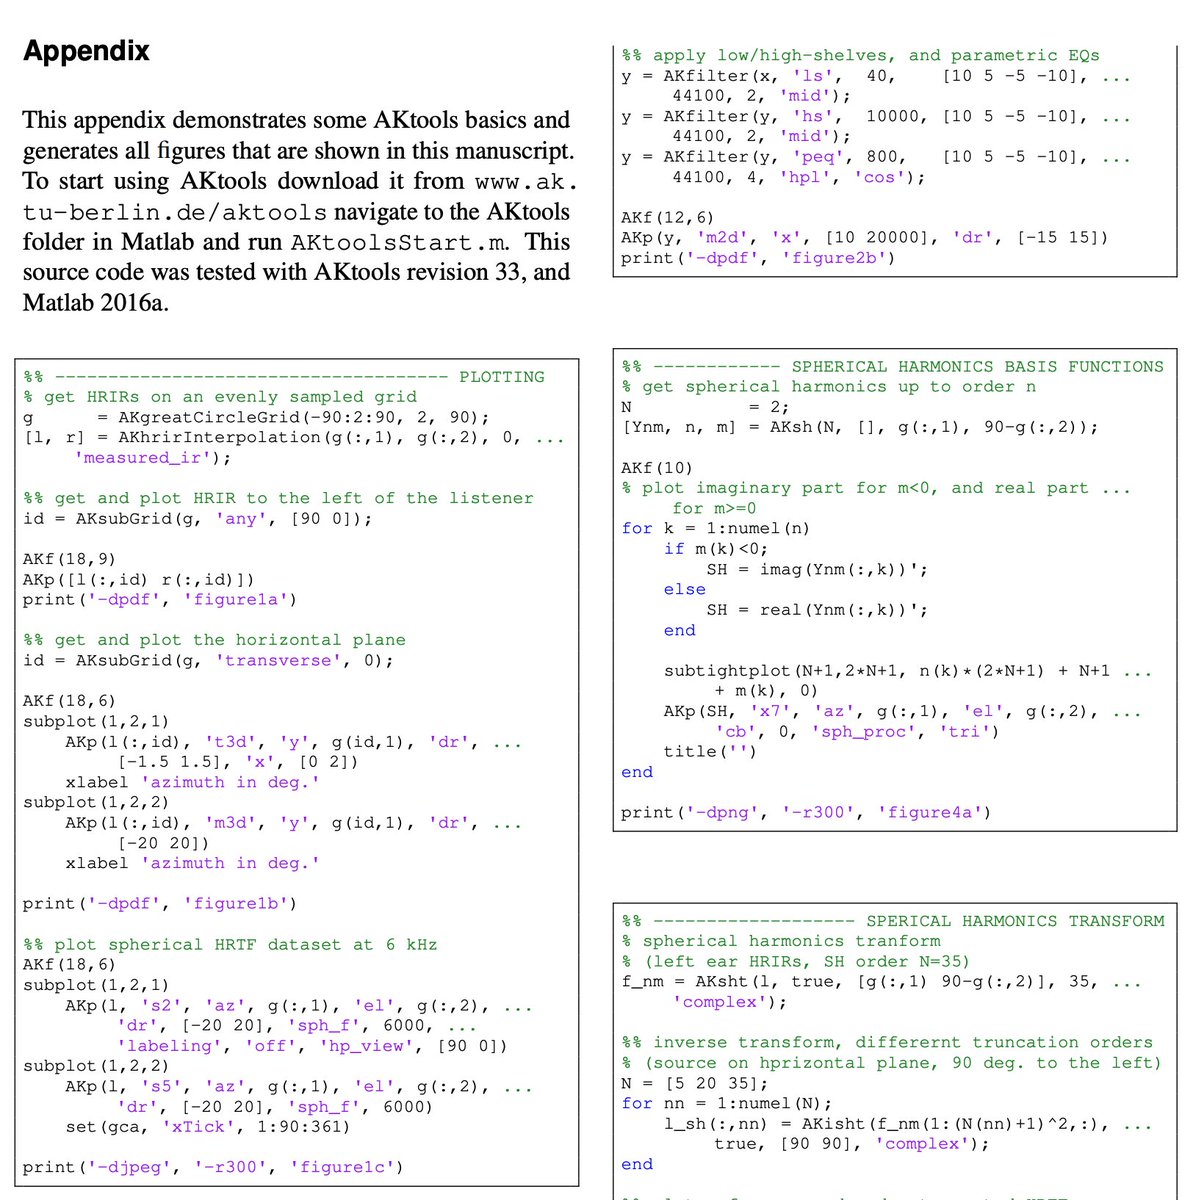 Appendix
This appendix demonstrates some AKtools basics and
generates all figures that are shown in this manuscript.
To start using AKtools download it from www.ak.
tu-berlin.de/aktools navigate to the AKtools
folder in Matlab and run AKtoolsStart.m. This
source code was tested with AKtools revision 33, and
Matlab 2016a.
%% ------------------------------------- PLOTTING
% get HRIRs on an evenly sampled grid
g      = AKgreatCircleGrid(-90:2:90, 2, 90);
[l, r] = AKhrirInterpolation(g(:,1), g(:,2), 0, ...
     'measured_ir');
%% get and plot HRIR to the left of the listener
id = AKsubGrid(g, 'any', [90 0]);
AKf(18,9)
AKp([l(:,id) r(:,id)])
print('-dpdf', 'figure1a')
%% get and plot the horizontal plane
id = AKsubGrid(g, 'transverse', 0);
AKf(18,6)
subplot(1,2,1)
    AKp(l(:,id), 't3d', 'y', g(id,1), 'dr', ...
         [-1.5 1.5], 'x', [0 2])
    xlabel 'azimuth in deg.'
subplot(1,2,2)
    AKp(l(:,id), 'm3d', 'y', g(id,1), 'dr', ...
         [-20 20])
    xlabel 'azimuth in deg.'
print('-dpdf', 'figure1b')
%% plot spherical HRTF dataset at 6 kHz
AKf(18,6)
subplot(1,2,1)
    AKp(l, 's2', 'az', g(:,1), 'el', g(:,2), ...
         'dr', [-20 20], 'sph_f', 6000, ...
         'labeling', 'off', 'hp_view', [90 0])
subplot(1,2,2)
    AKp(l, 's5', 'az', g(:,1), 'el', g(:,2), ...
         'dr', [-20 20], 'sph_f', 6000)
    set(gca, 'xTick', 1:90:361)
print('-djpeg', '-r300', 'figure1c')
%% apply low/high-shelves, and parametric EQs
y = AKfilter(x, 'ls',  40,    [10 5 -5 -10], ...
     44100, 2, 'mid');
y = AKfilter(y, 'hs',  10000, [10 5 -5 -10], ...
     44100, 2, 'mid');
y = AKfilter(y, 'peq', 800,   [10 5 -5 -10], ...
     44100, 4, 'hpl', 'cos');
AKf(12,6)
AKp(y, 'm2d', 'x', [10 20000], 'dr', [-15 15])
print('-dpdf', 'figure2b')
%% ------------ SPHERICAL HARMONICS BASIS FUNCTIONS
% get spherical harmonics up to order n
N           = 2;
[Ynm, n, m] = AKsh(N, [], g(:,1), 90-g(:,2));
AKf(10)
% plot imaginary part for m<0, and real part ...
     for m>=0
for k = 1:numel(n)
    if m(k)<0;
        SH = imag(Ynm(:,k))';
    else
        SH = real(Ynm(:,k))';
    end
    subtightplot(N+1,2*N+1, n(k)*(2*N+1) + N+1 ...
         + m(k), 0)
    AKp(SH, 'x7', 'az', g(:,1), 'el', g(:,2), ...
         'cb', 0, 'sph_proc', 'tri')
    title('')
end
print('-dpng', '-r300', 'figure4a')
%% ------------------- SPERICAL HARMONICS TRANSFORM
% spherical harmonics tranform
% (left ear HRIRs, SH order N=35)
f_nm = AKsht(l, true, [g(:,1) 90-g(:,2)], 35, ...
     'complex');
%% inverse transform, differernt truncation orders
% (source on hprizontal plane, 90 deg. to the left)
N = [5 20 35];
for nn = 1:numel(N);
    l_sh(:,nn) = AKisht(f_nm(1:(N(nn)+1)^2,:), ...
         true, [90 90], 'complex');
end